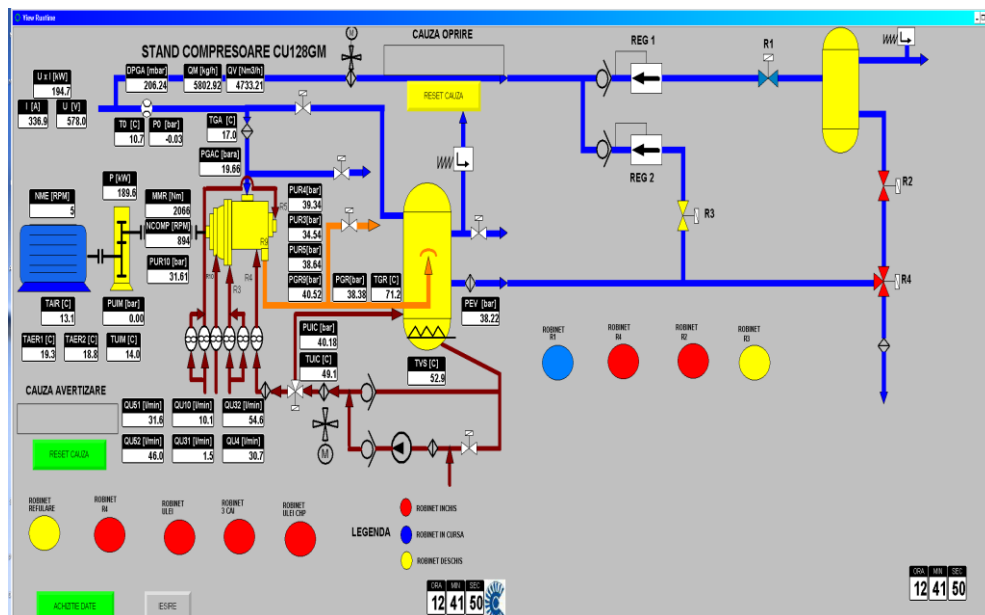 View Runtime
STAND COMPRESOARE CU128GM
CAUZA OPRIRE
RESET CAUZA
M
REG 1
R1
U x I [kW]
194.7
DPGA [mbar]
206.24
QM [kg/h]
5802.92
QV [Nm3/h]
4733.21
I [A]
336.9
U [V]
578.0
T0 [C]
10.7
P0 [bar]
-0.03
TGA [C]
17.0
PGAC [bara]
19.66
REG 2
R2
R3
R4
P [kW]
189.6
NME [RPM]
5
MMR [Nm]
2066
NCOMP [RPM]
894
PUR10 [bar]
31.61
PUR4[bar]
39.34
PUR3[bar]
34.54
PUR5[bar]
38.64
PGR9[bar]
40.52
PGR[bar]
38.38
TGR [C]
71.2
PEV [bar]
38.22
R5
R9
R10
R4
R3
TAIR [C]
13.1
PUIM [bar]
0.00
TAER1 [C]
19.3
TAER2 [C]
18.8
TUIM [C]
14.0
PUIC [bar]
40.18
TUIC [C]
49.1
TVS [C]
52.9
ROBINET
R1
ROBINET
R4
ROBINET
R2
ROBINET
R3
CAUZA AVERTIZARE
RESET CAUZA
QU51 [l/min]
31.6
QU10 [l/min]
10.1
QU32 [l/min]
54.6
QU52 [l/min]
46.0
QU31 [l/min]
1.5
QU4 [l/min]
30.7
M
ROBINET
REFULARE
ROBINET
R4
ROBINET
ULEI
ROBINET
3 CAI
ROBINET
ULEI CHP
LEGENDA
ROBINET INCHIS
ROBINET IN CURSA
ROBINET DESCHIS
ACHIZITIE DATE
IESIRE
ORA MIN SEC
12 41 50
ORA MIN SEC
12 41 50